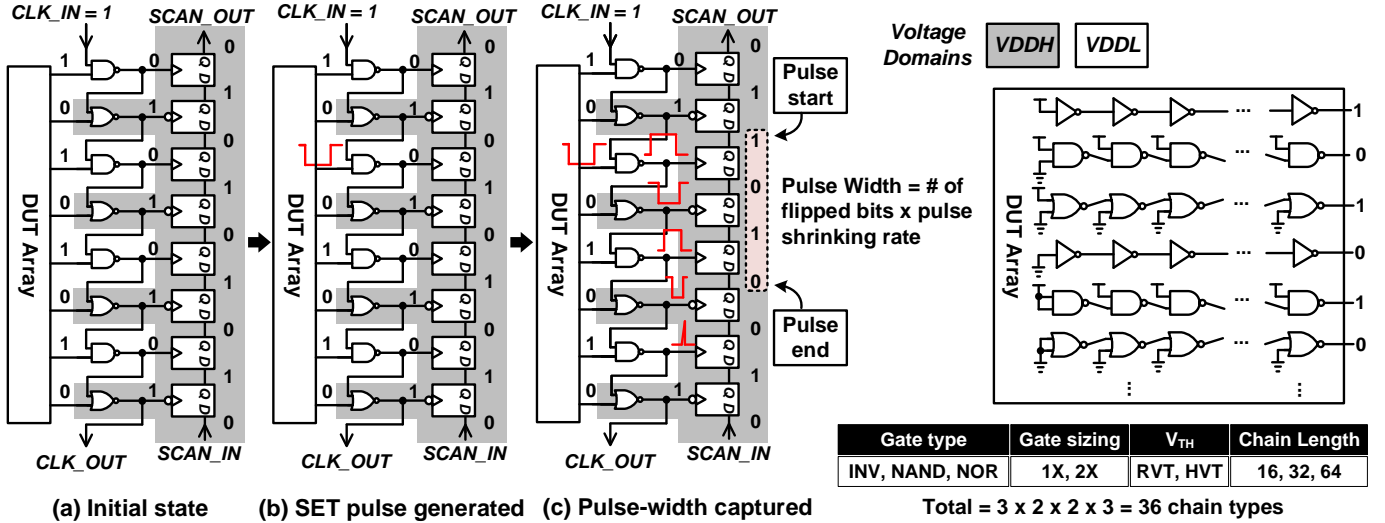 CLK_IN = 1
SCAN_OUT
0
1
0
Q D
1
0
1
Q D
0
1
0
Q D
1
0
1
Q D
0
1
0
Q D
1
0
1
Q D
0
1
0
Q D
1
0
1
Q D
0
DUT Array
CLK_OUT
SCAN_IN
(a) Initial state
CLK_IN = 1
SCAN_OUT
0
1
0
Q D
1
0
1
Q D
0
0
Q D
1
0
1
Q D
0
1
0
Q D
1
0
1
Q D
0
1
0
Q D
1
0
1
Q D
0
DUT Array
CLK_OUT
SCAN_IN
(b) SET pulse generated
CLK_IN = 1
SCAN_OUT
0
1
0
Q D
1
0
1
Q D
1
Q D
0
0
Q D
1
1
Q D
0
0
Q D
0
1
Q D
1
0
1
Q D
0
DUT Array
CLK_OUT
SCAN_IN
(c) Pulse-width captured
Pulse
start
Pulse Width = # of
flipped bits x pulse
shrinking rate
Pulse
end
Voltage
Domains
VDDH
VDDL
DUT Array
... 1
... 0
... 1
... 0
... 1
... 0
⋮ ⋮
Gate type Gate sizing VTH Chain Length
INV, NAND, NOR 1X, 2X RVT, HVT 16, 32, 64
Total = 3 x 2 x 2 x 3 = 36 chain types